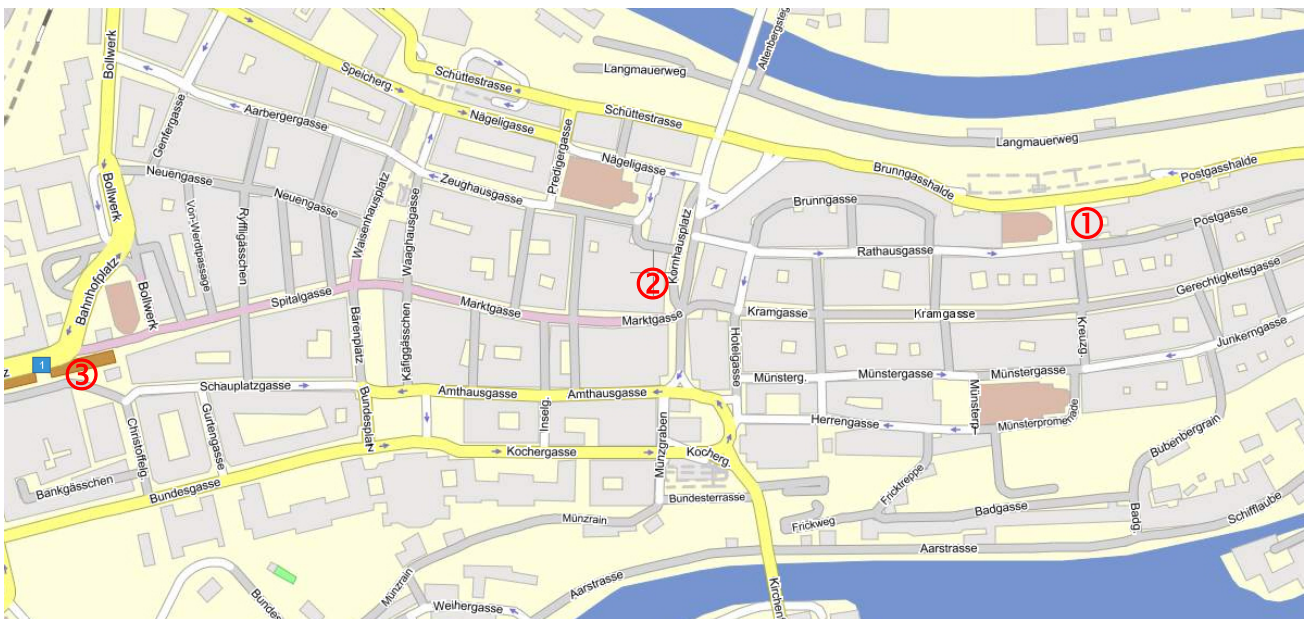 Bollwerk
Speicherg.
Schüttestrasse
Langmauerweg
Altenbergsteg
Aarbergergasse
Nägeligasse
Schüttestrasse
Langmauerweg
Genfergasse
Predigergasse
Nägeligasse
Brunngasshalde
Postgasshalde
Neuengasse
Bollwerk
Zeughausgasse
Neuengasse
Ryffligässchen
Von-Werdtpassage
Waisenhausplatz
Waaghausgasse
Kornhausplatz
Brunngasse
Postgasse
①
Rathausgasse
Bahnhofplatz
Bollwerk
Spitalgasse
Marktgasse
②
Marktgasse
Kramgasse
Kramgasse
Gerechtigkeitsgasse
Bärenplatz
Käfiggässchen
Hotelgasse
Kreuzg.
Junkerngasse
z
1
③
Schauplatzgasse
Amthausgasse
Amthausgasse
Münsterg.
Münstergasse
Münstergasse
Gurtengasse
Christoffelg.
Bundesplatz
Inselg.
Münzgraben
Herrengasse
Münsterp
Münsterpromenade
Bubenbergrain
Kochergasse
Kocherg.
Bankgässchen
Bundesgasse
Bundesterrasse
Fricktreppe
Münzrain
Frickweg
Badgasse
Badg.
Schifflaube
Aarstrasse
Münzrain
Aarstrasse
Weihergasse